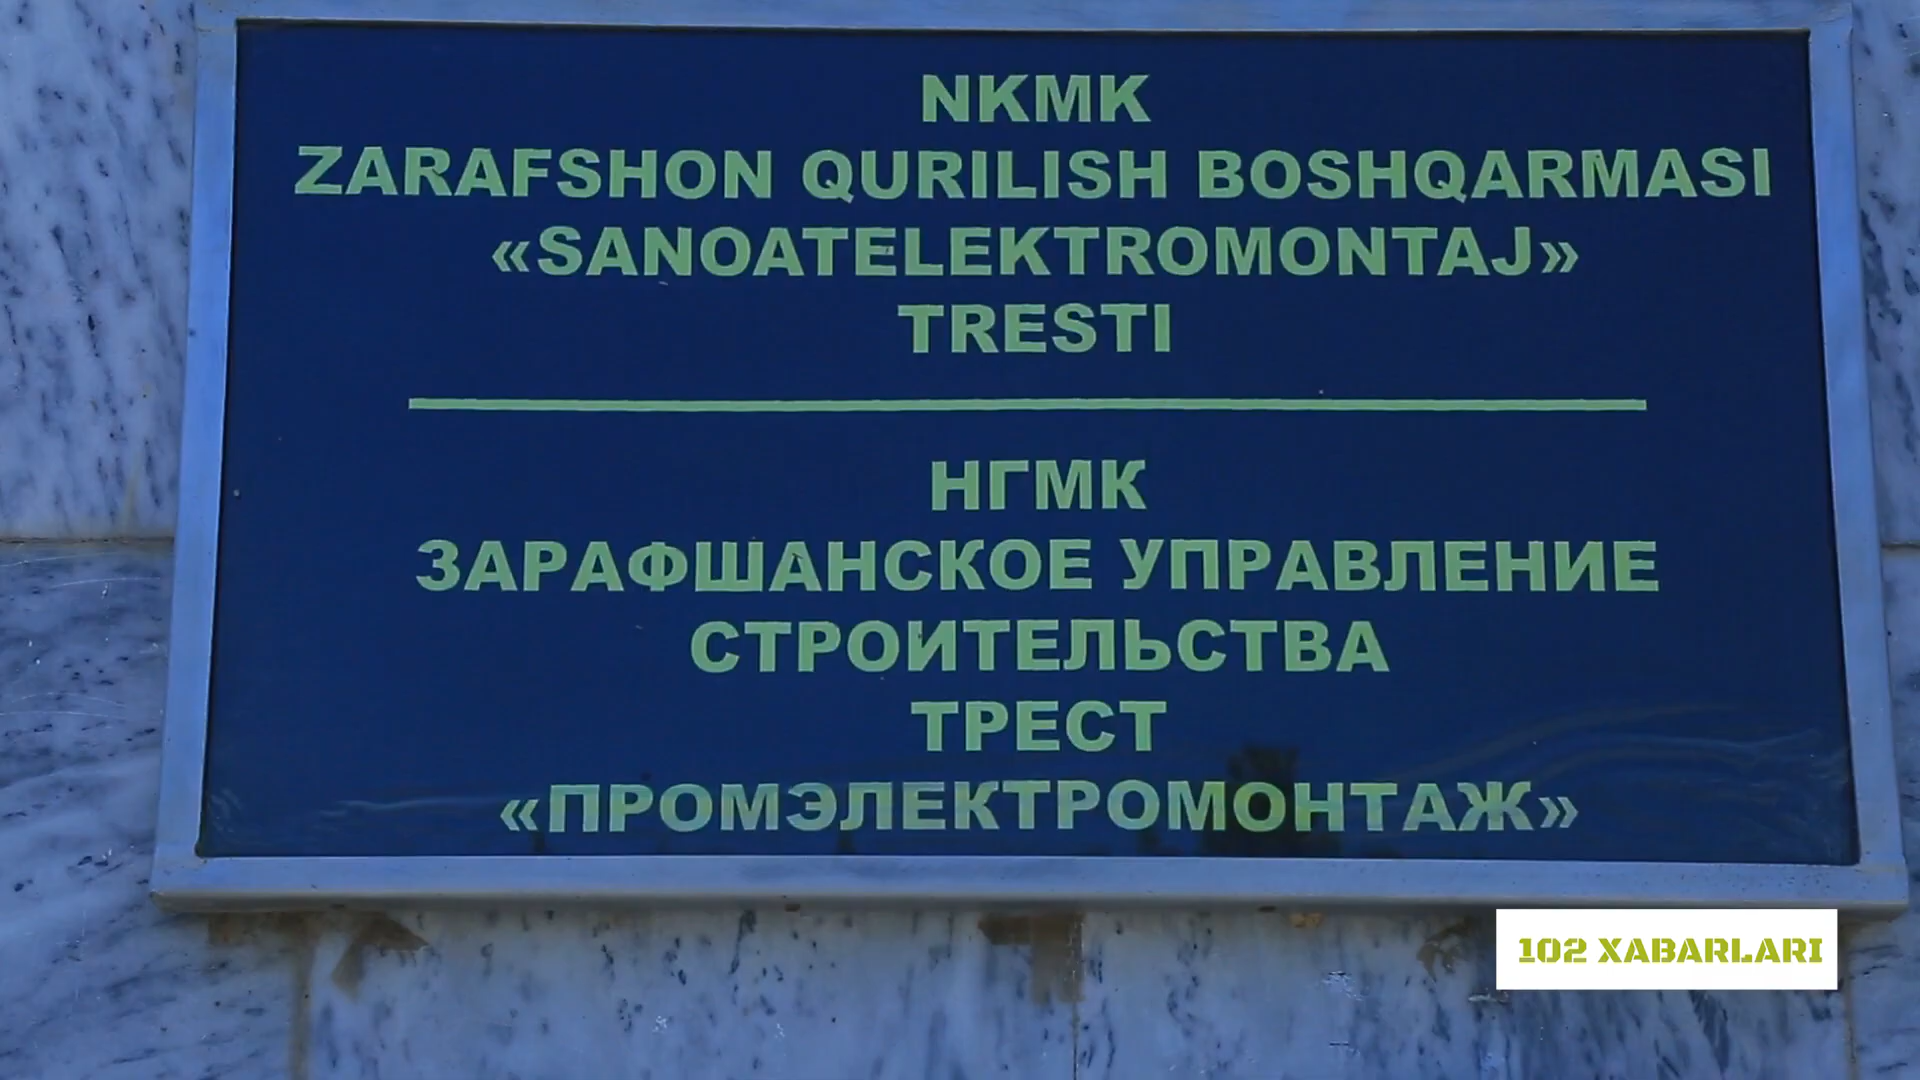 NKMK
ZARAFSHON QURILISH BOSHQARMASI
«SANOATELEKTROMONTAJ»
TRESTI
НГМК
ЗАРАФШАНСКОЕ УПРАВЛЕНИЕ
СТРОИТЕЛЬСТВА
ТРЕСТ
«ПРОМЭЛЕКТРОМОНТАЖ»
102 XABARLARI